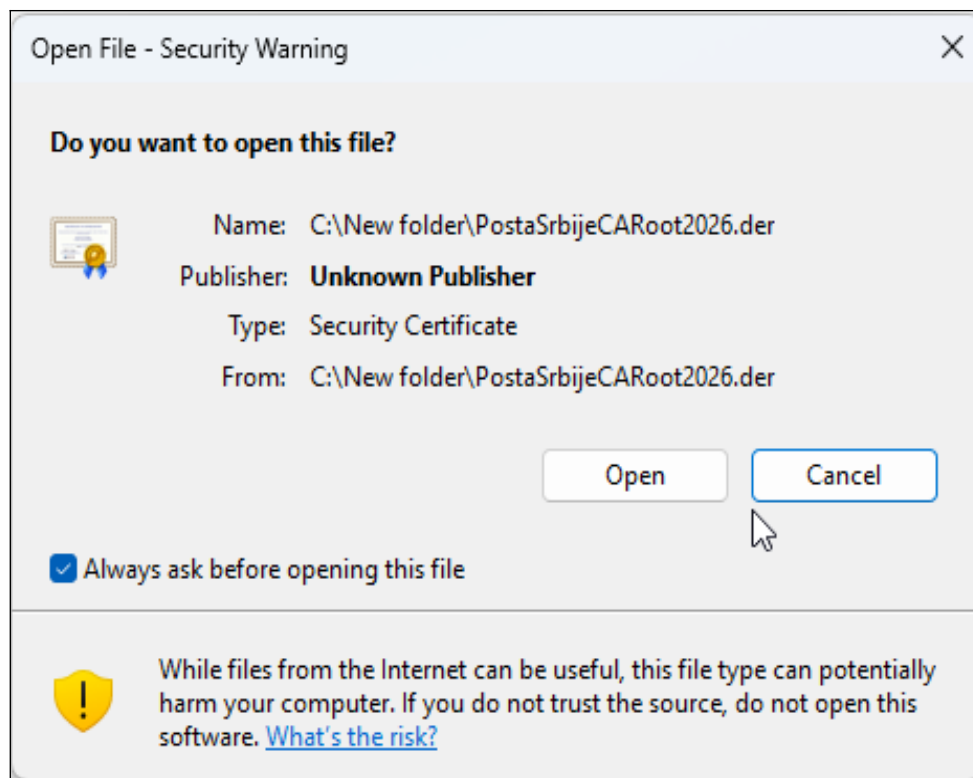 Open File - Security Warning
Do you want to open this file?
Name: C:\New folder\PostaSrbijeCARoot2026.der
Publisher: Unknown Publisher
Type: Security Certificate
From: C:\New folder\PostaSrbijeCARoot2026.der
Open Cancel
Always ask before opening this file
While files from the Internet can be useful, this file type can potentially
harm your computer. If you do not trust the source, do not open this
software. What's the risk?